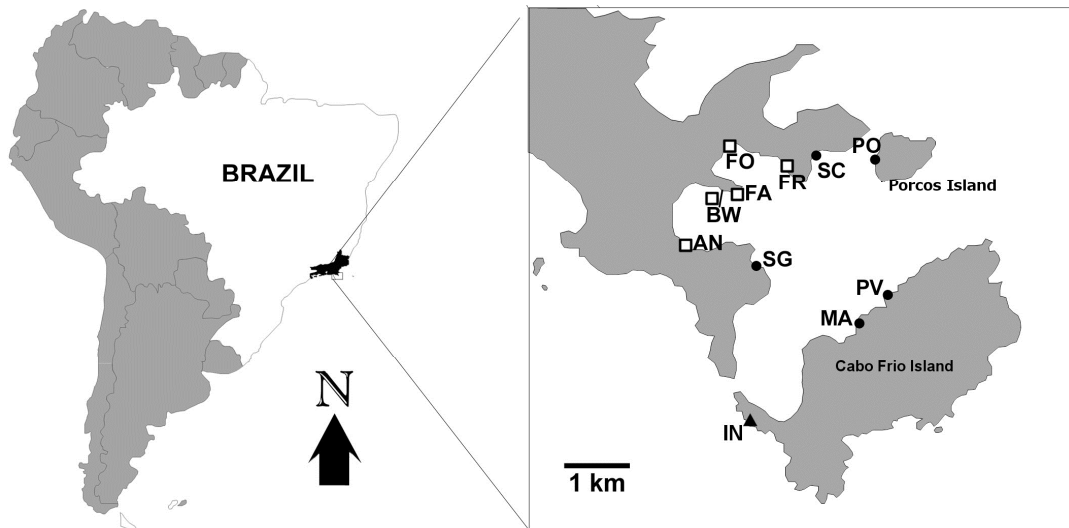 BRAZIL
N
FO
FR
SC
PO
Porcos Island
FA
BW
AN
SG
PV
MA
Cabo Frio Island
IN
1 km